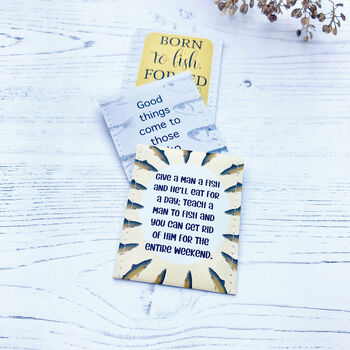 BORN
to fish,
FORCED
Good
things
come to
those
GIVE A MAN A FISH
AND HE'LL EAT FOR
A DAY; TEACH A
MAN TO FISH AND
YOU CAN GET RID
OF HIM FOR THE
ENTIRE WEEKEND.